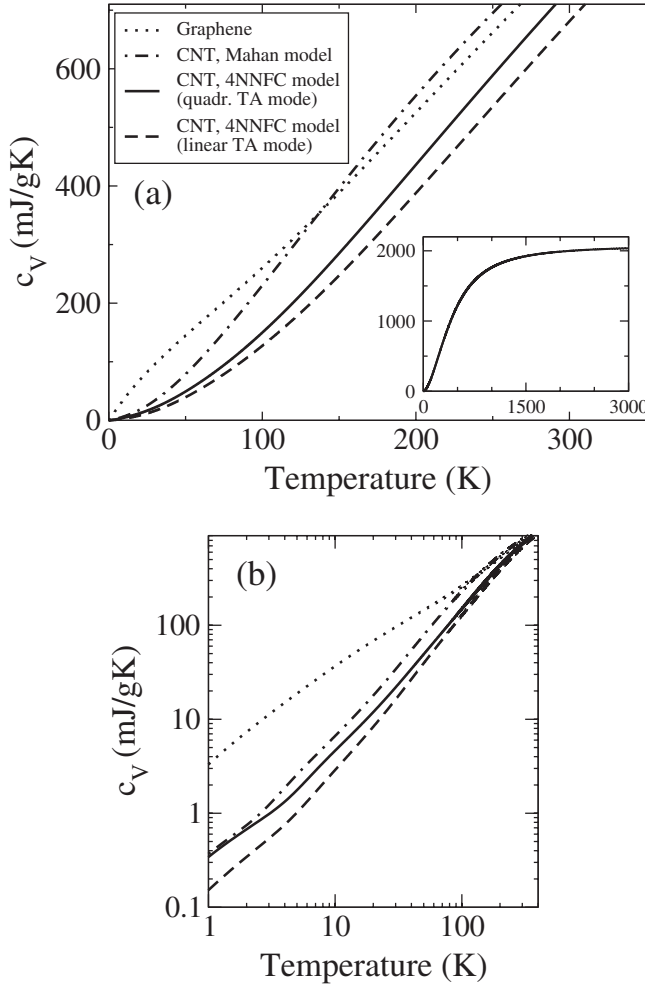 600
400
200
0
c_V (mJ/gK)
Graphene
CNT, Mahan model
CNT, 4NNFC model
(quadr. TA mode)
CNT, 4NNFC model
(linear TA mode)
(a)
2000
1000
0
0 1500 3000
0 100 200 300
Temperature (K)
(b)
100
10
1
0.1
c_V (mJ/gK)
1 10 100
Temperature (K)